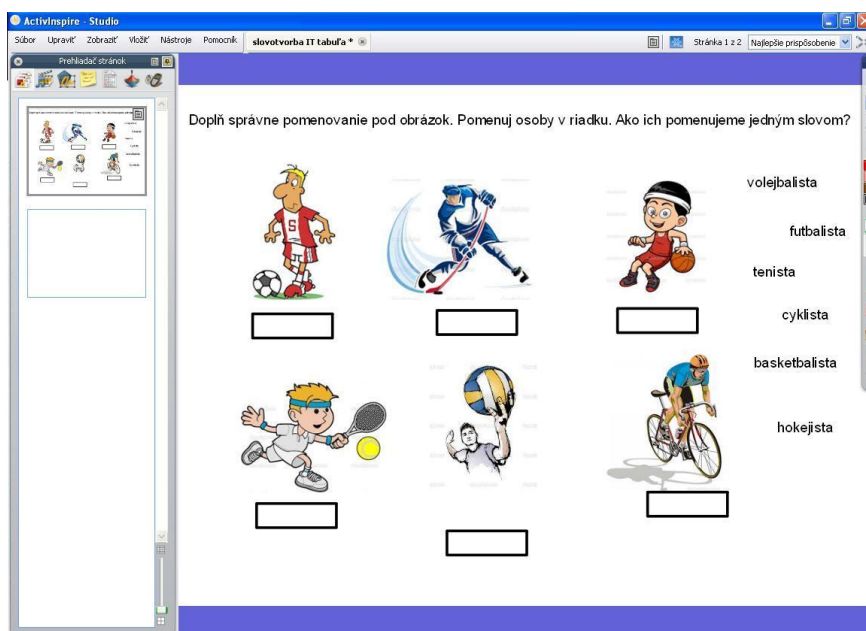 ActivInspire - Studio
Súbor Upraviť Zobraziť Vložiť Nástroje Pomocník slovotvorba IT tabuľa * Stránka 1 z 2 Najlepšie prispôsobenie
Prehliadač stránok
Doplň správne pomenovanie pod obrázok. Pomenuj osoby v riadku. Ako ich pomenujeme jedným slovom?
volejbalista
futbalista
tenista
cyklista
basketbalista
hokejista
5